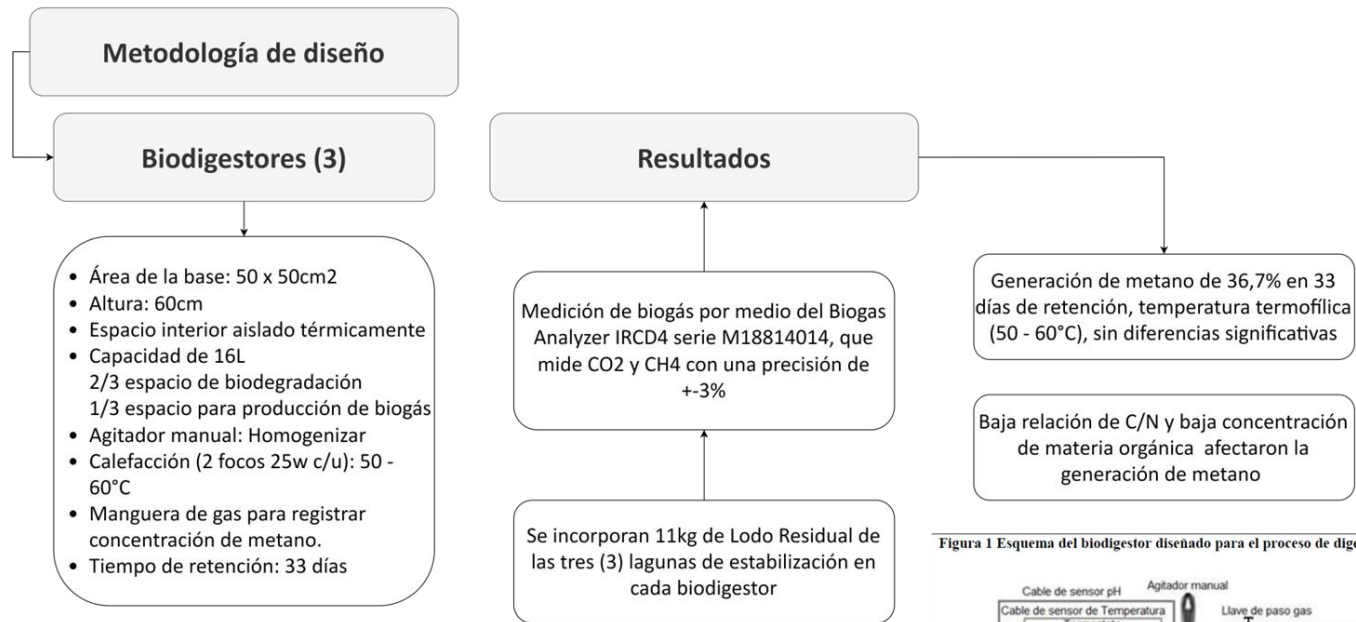 Metodología de diseño
Biodigestores (3)
• Área de la base: 50 x 50cm2
• Altura: 60cm
• Espacio interior aislado térmicamente
• Capacidad de 16L
2/3 espacio de biodegradación
1/3 espacio para producción de biogás
• Agitador manual: Homogenizar
• Calefacción (2 focos 25w c/u): 50 -
60°C
• Manguera de gas para registrar
concentración de metano.
• Tiempo de retención: 33 días
Resultados
Medición de biogás por medio del Biogas
Analyzer IRCD4 serie M18814014, que
mide CO2 y CH4 con una precisión de
+-3%
Se incorporan 11kg de Lodo Residual de
las tres (3) lagunas de estabilización en
cada biodigestor
Generación de metano de 36,7% en 33
días de retención, temperatura termofílica
(50 - 60°C), sin diferencias significativas
Baja relación de C/N y baja concentración
de materia orgánica afectaron la
generación de metano
Figura 1 Esquema del biodigestor diseñado para el proceso de
Cable de sensor pH
Agitador manual
Cable de sensor de Temperatura
Llave de paso gas